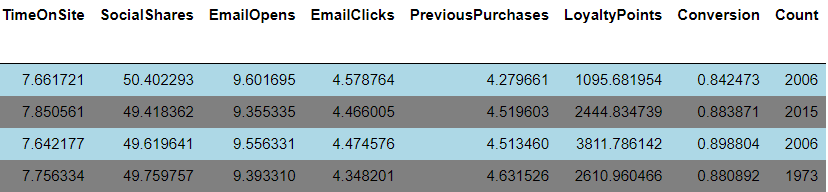 TimeOnSite SocialShares EmailOpens EmailClicks PreviousPurchases LoyaltyPoints Conversion Count
7.661721 50.402293 9.601695 4.578764 4.279661 1095.681954 0.842473 2006
7.850561 49.418362 9.355335 4.466005 4.519603 2444.834739 0.883871 2015
7.642177 49.619641 9.556331 4.474576 4.513460 3811.786142 0.898804 2006
7.756334 49.759757 9.393310 4.348201 4.631526 2610.960466 0.880892 1973